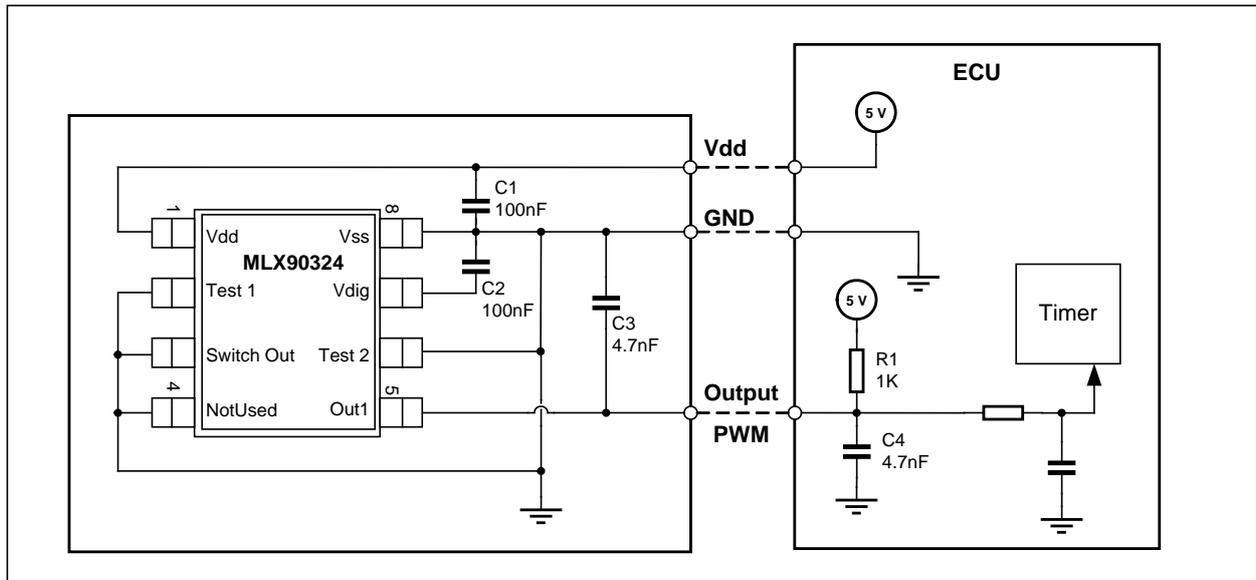 ECU
5 V
Vdd
C1
100nF
GND
1
8
Vdd
Vss
MLX90324
Test 1
Vdig
C2
100nF
5 V
Timer
C3
4.7nF
R1
1K
Switch Out
Test 2
4
5
NotUsed
Out1
Output
PWM
C4
4.7nF